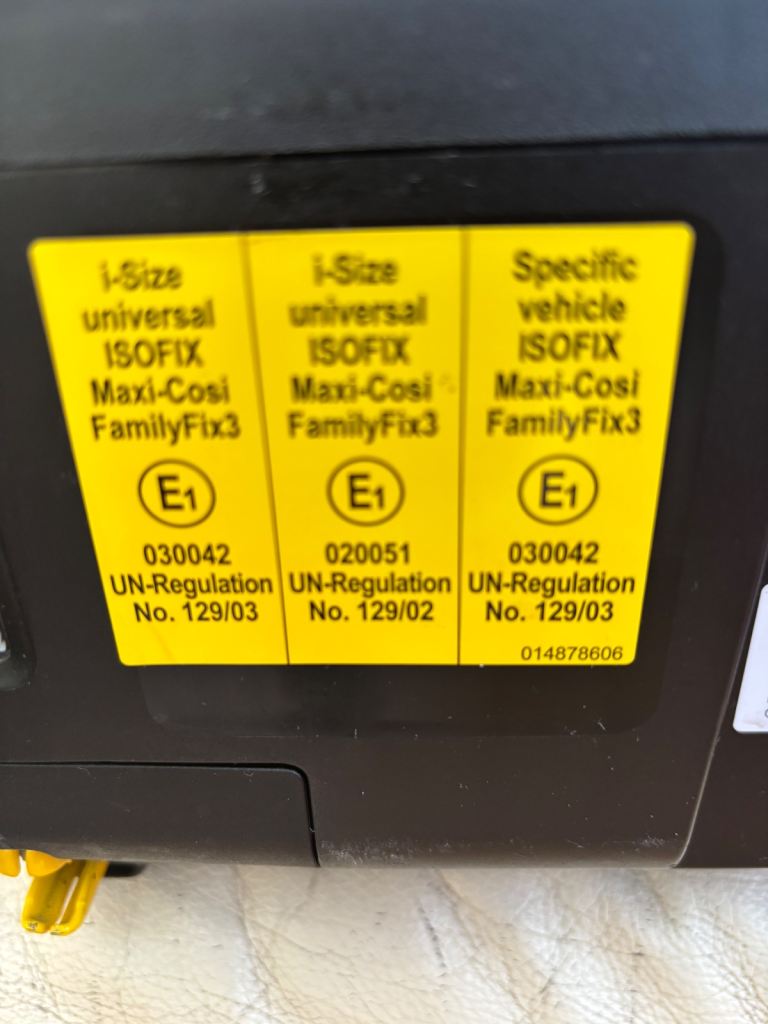 i-Size
universal
ISOFIX
Maxi-Cosi
FamilyFix3
E1
030042
UN-Regulation
No. 129/03
i-Size
universal
ISOFIX
Maxi-Cosi
FamilyFix3
E1
020051
UN-Regulation
No. 129/02
Specific
vehicle
ISOFIX
Maxi-Cosi
FamilyFix3
E1
030042
UN-Regulation
No. 129/03
014878606